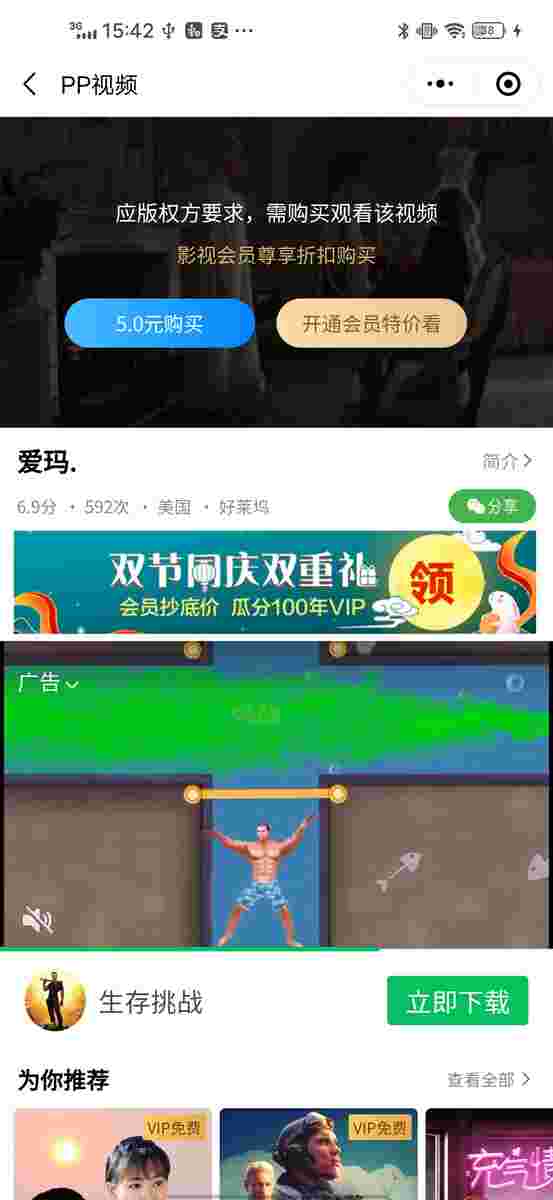 3G 15:42 支 ···
PP视频
应版权方要求，需购买观看该视频
影视会员尊享折扣购买
5.0元购买
开通会员特价看
爱玛.
简介
6.9分 · 592次 · 美国 · 好莱坞
分享
双节同庆双重礼
会员抄底价 瓜分100年VIP
领
广告
生存挑战
立即下载
为你推荐
查看全部
VIP免费
VIP免费
充气情